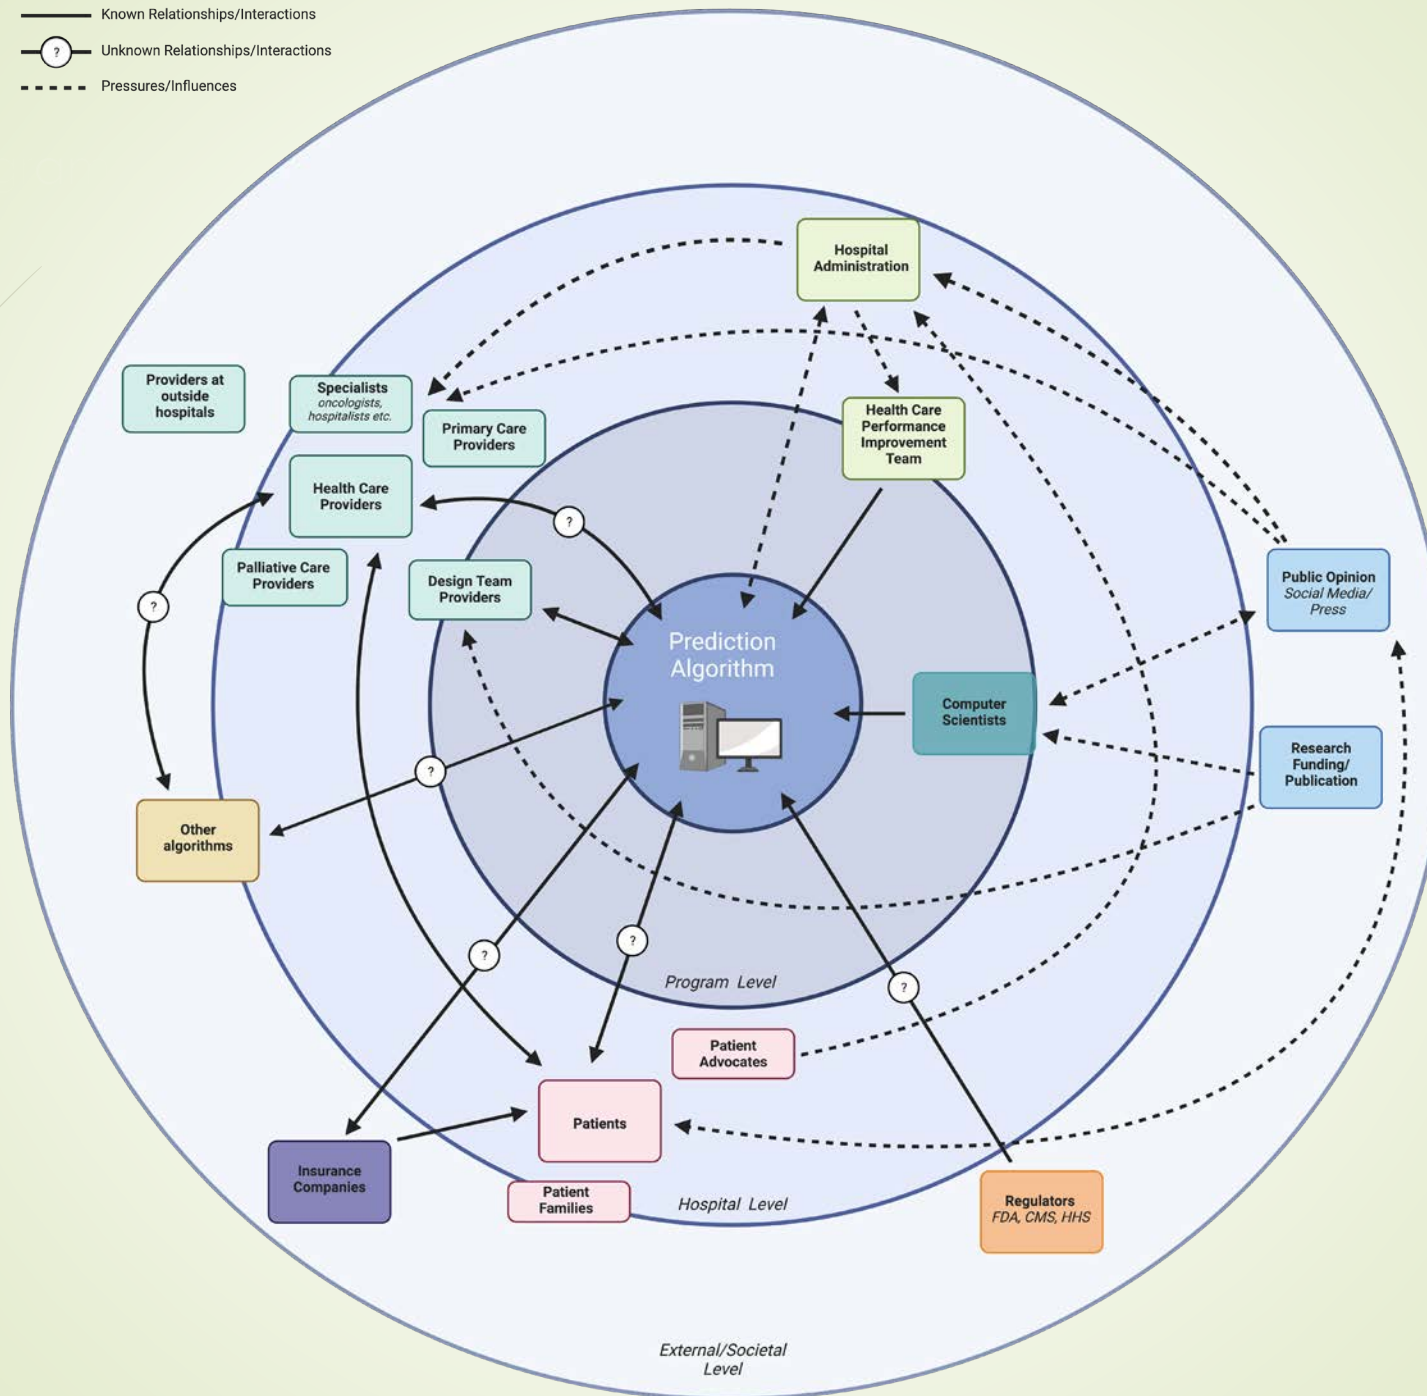 Known Relationships/Interactions
?
Unknown Relationships/Interactions
Pressures/Influences
Hospital
Administration
Providers at
outside
hospitals
Specialists
oncologists,
hospitalists etc.
Primary Care
Providers
Health Care
Performance
Improvement
Team
Health Care
Providers
?
Palliative Care
Providers
Design Team
Providers
?
Public Opinion
Social Media/
Press
Prediction
Algorithm
Computer
Scientists
Research
Funding/
Publication
?
Other
algorithms
?
?
?
Program Level
Patient
Advocates
Patients
Insurance
Companies
Patient
Families
Hospital Level
Regulators
FDA, CMS, HHS
External/Societal
Level